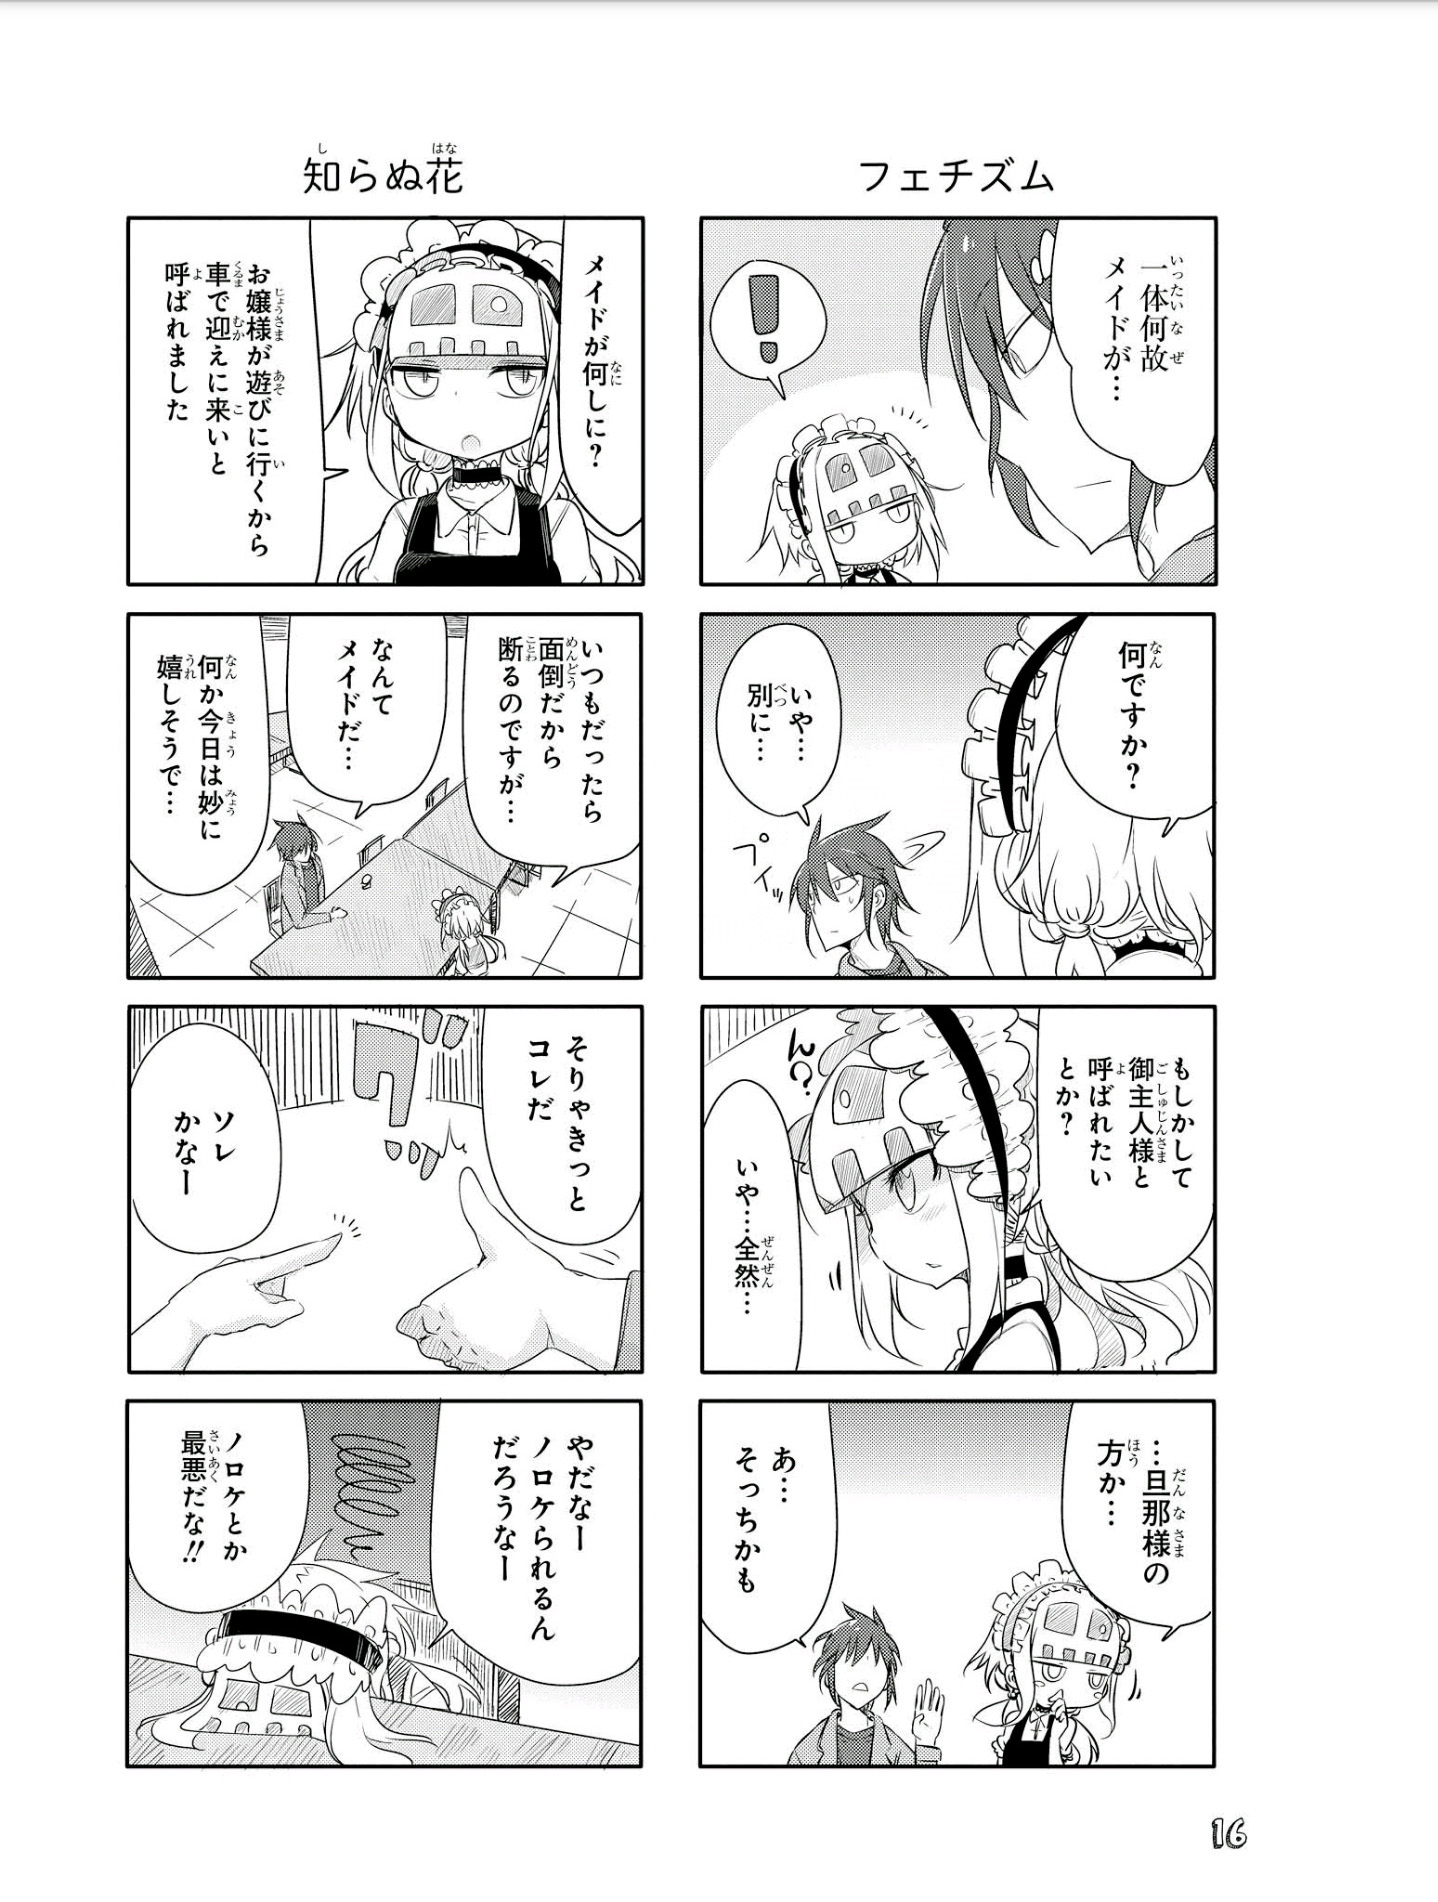 フェチズム
一体何故
メイドが…
何ですか?
いや…
別に…
プイッ
もしかして
御主人様と
呼ばれたい
とか?
ん?
いや…全然…
…旦那様の
方か…
あ…
そっちかも
知らぬ花
メイドが何しに?
お嬢様が遊びに行くから
車で迎えに来いと
呼ばれました
いつもだったら
面倒だから
断るのですが…
なんて
メイドだ…
何か今日は妙に
嬉しそうで…
そりゃきっと
コレだ
グッ
ソレ
かなー
やだなー
ノロケられるん
だろうなー
ノロケとか
最悪だな!!
16